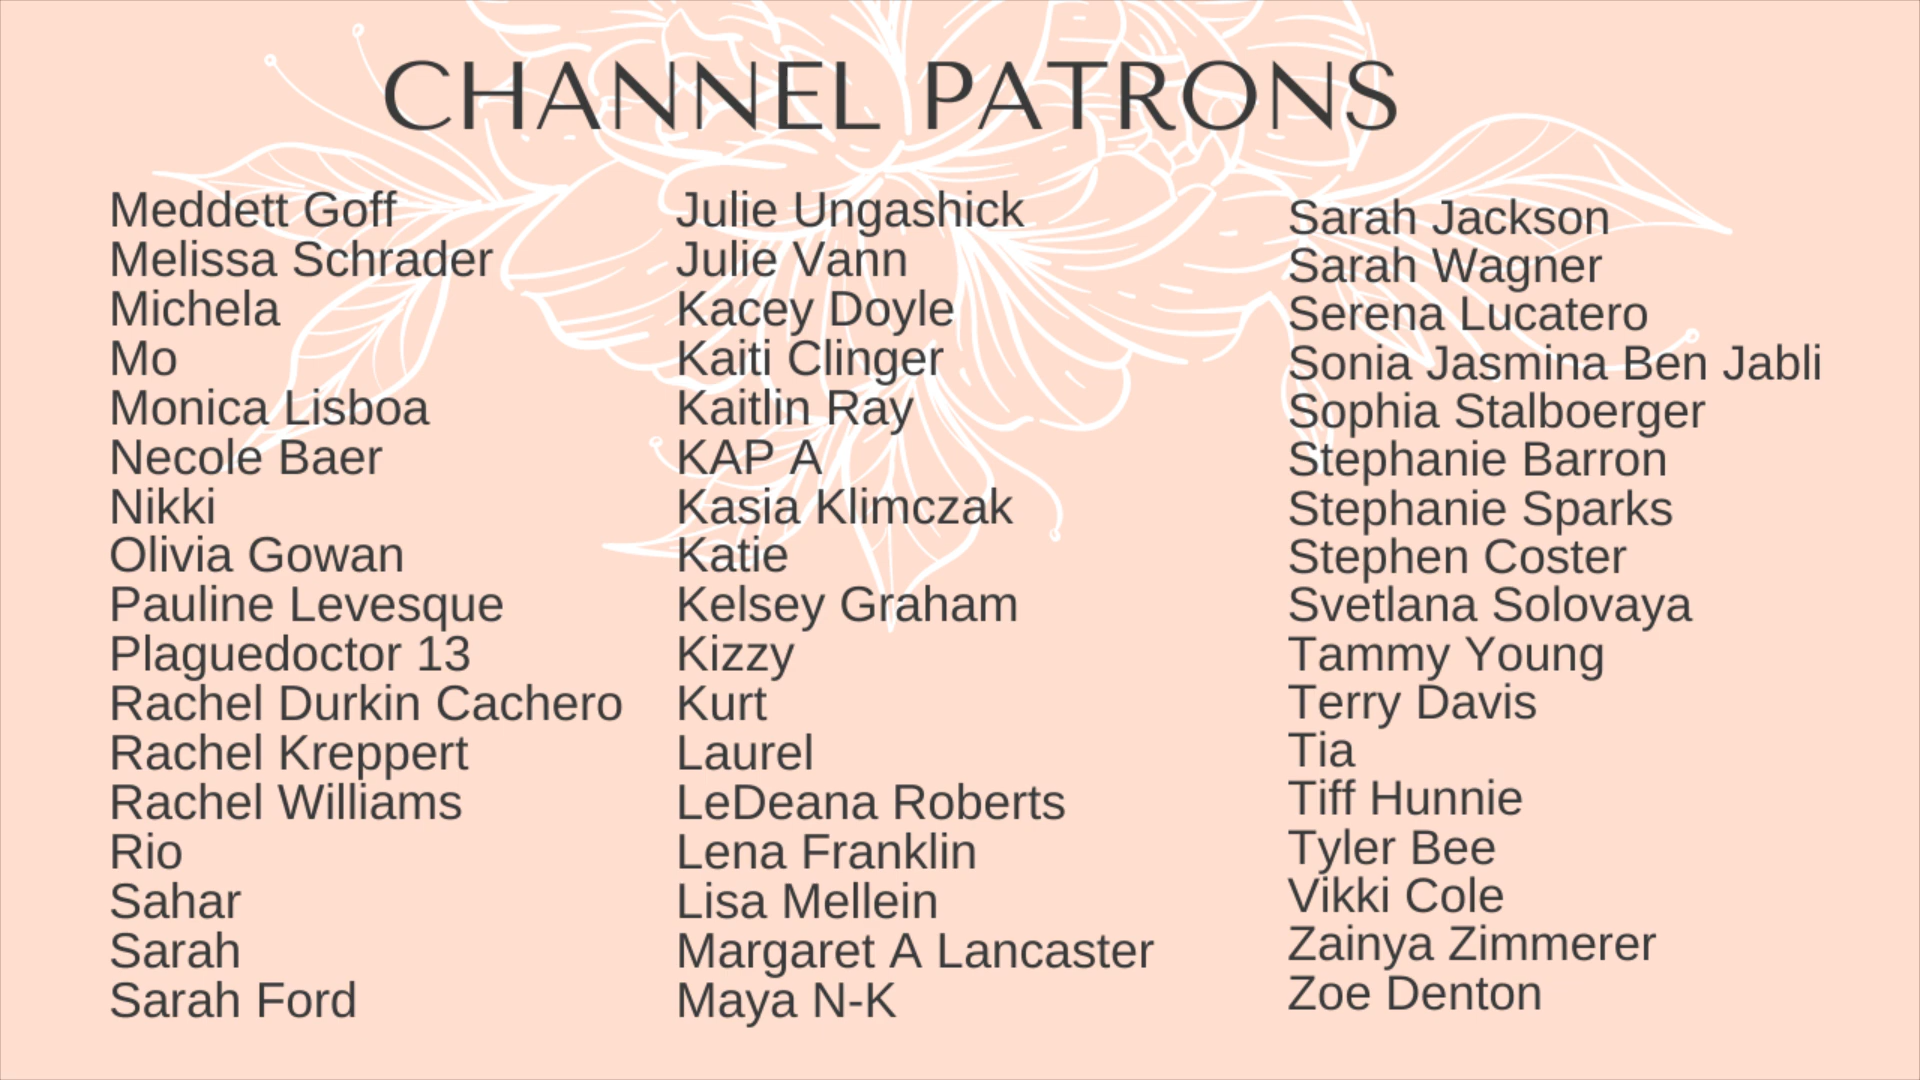 CHANNEL PATRONS
Meddett Goff
Melissa Schrader
Michela
Mo
Monica Lisboa
Necole Baer
Nikki
Olivia Gowan
Pauline Levesque
Plaguedoctor 13
Rachel Durkin Cachero
Rachel Kreppert
Rachel Williams
Rio
Sahar
Sarah
Sarah Ford
Julie Ungashick
Julie Vann
Kacey Doyle
Kaiti Clinger
Kaitlin Ray
KAP A
Kasia Klimczak
Katie
Kelsey Graham
Kizzy
Kurt
Laurel
LeDeana Roberts
Lena Franklin
Lisa Mellein
Margaret A Lancaster
Maya N-K
Sarah Jackson
Sarah Wagner
Serena Lucatero
Sonia Jasmina Ben Jabli
Sophia Stalboerger
Stephanie Barron
Stephanie Sparks
Stephen Coster
Svetlana Solovaya
Tammy Young
Terry Davis
Tia
Tiff Hunnie
Tyler Bee
Vikki Cole
Zainya Zimmerer
Zoe Denton